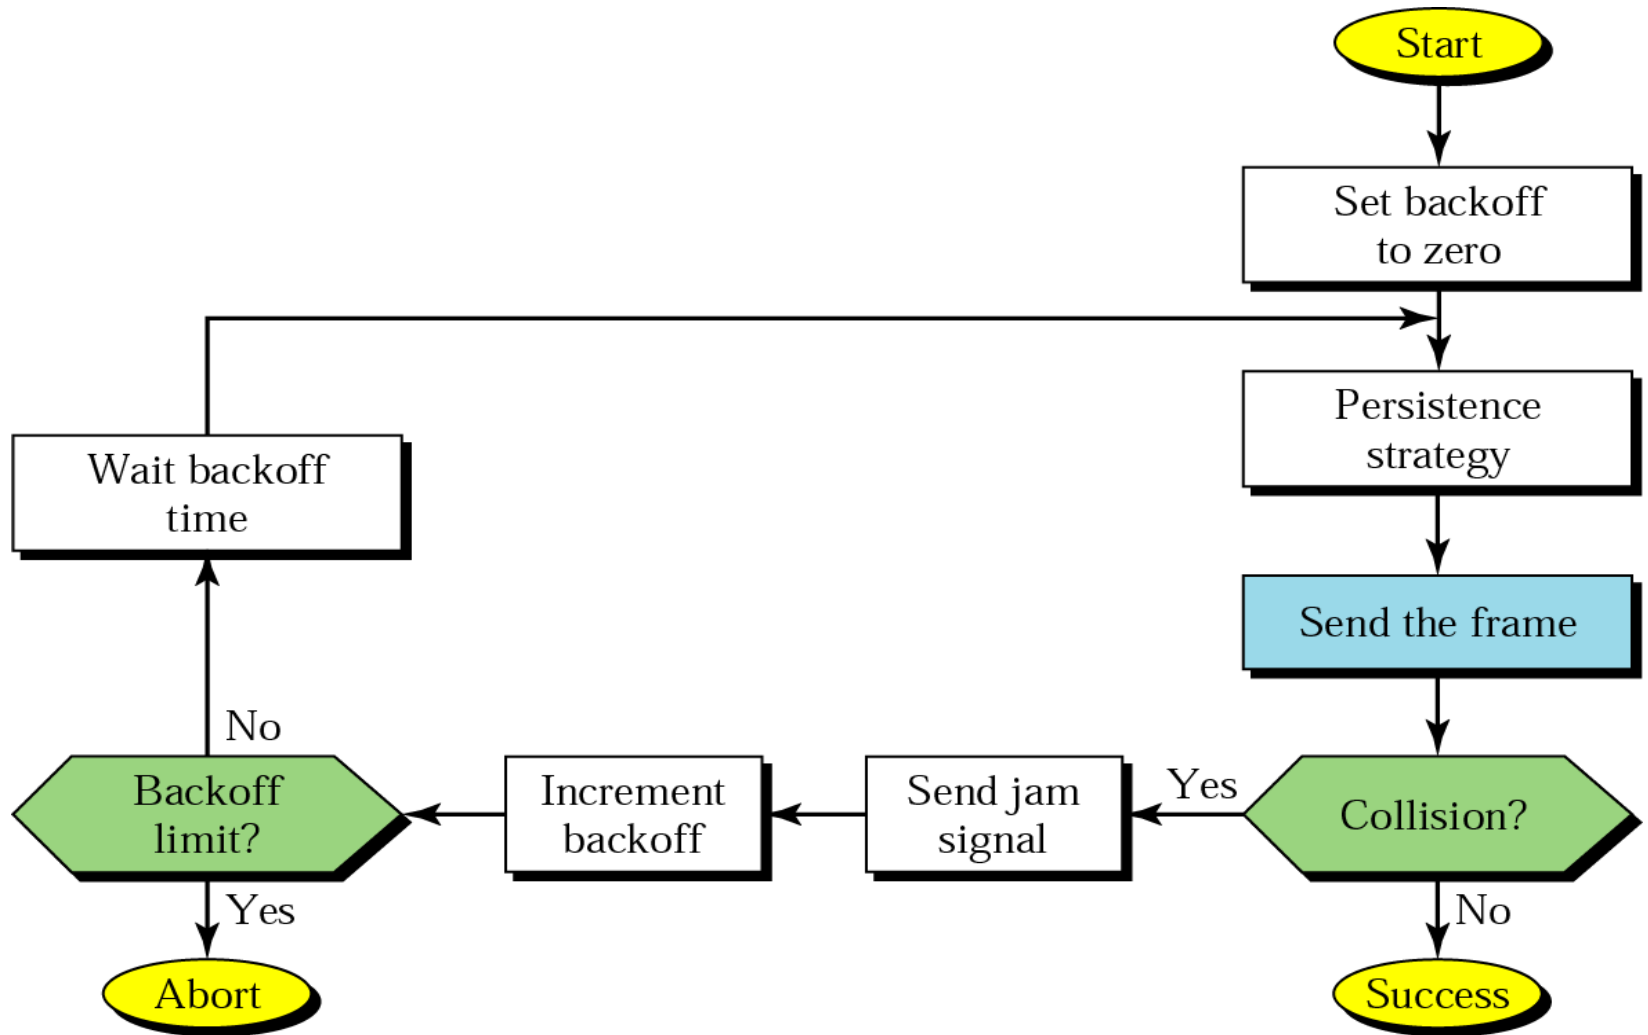 Start
Set backoff
to zero
Persistence
strategy
Wait backoff
time
Send the frame
No
Backoff
limit?
Increment
backoff
Send jam
signal
Yes
Collision?
Yes
No
Abort
Success